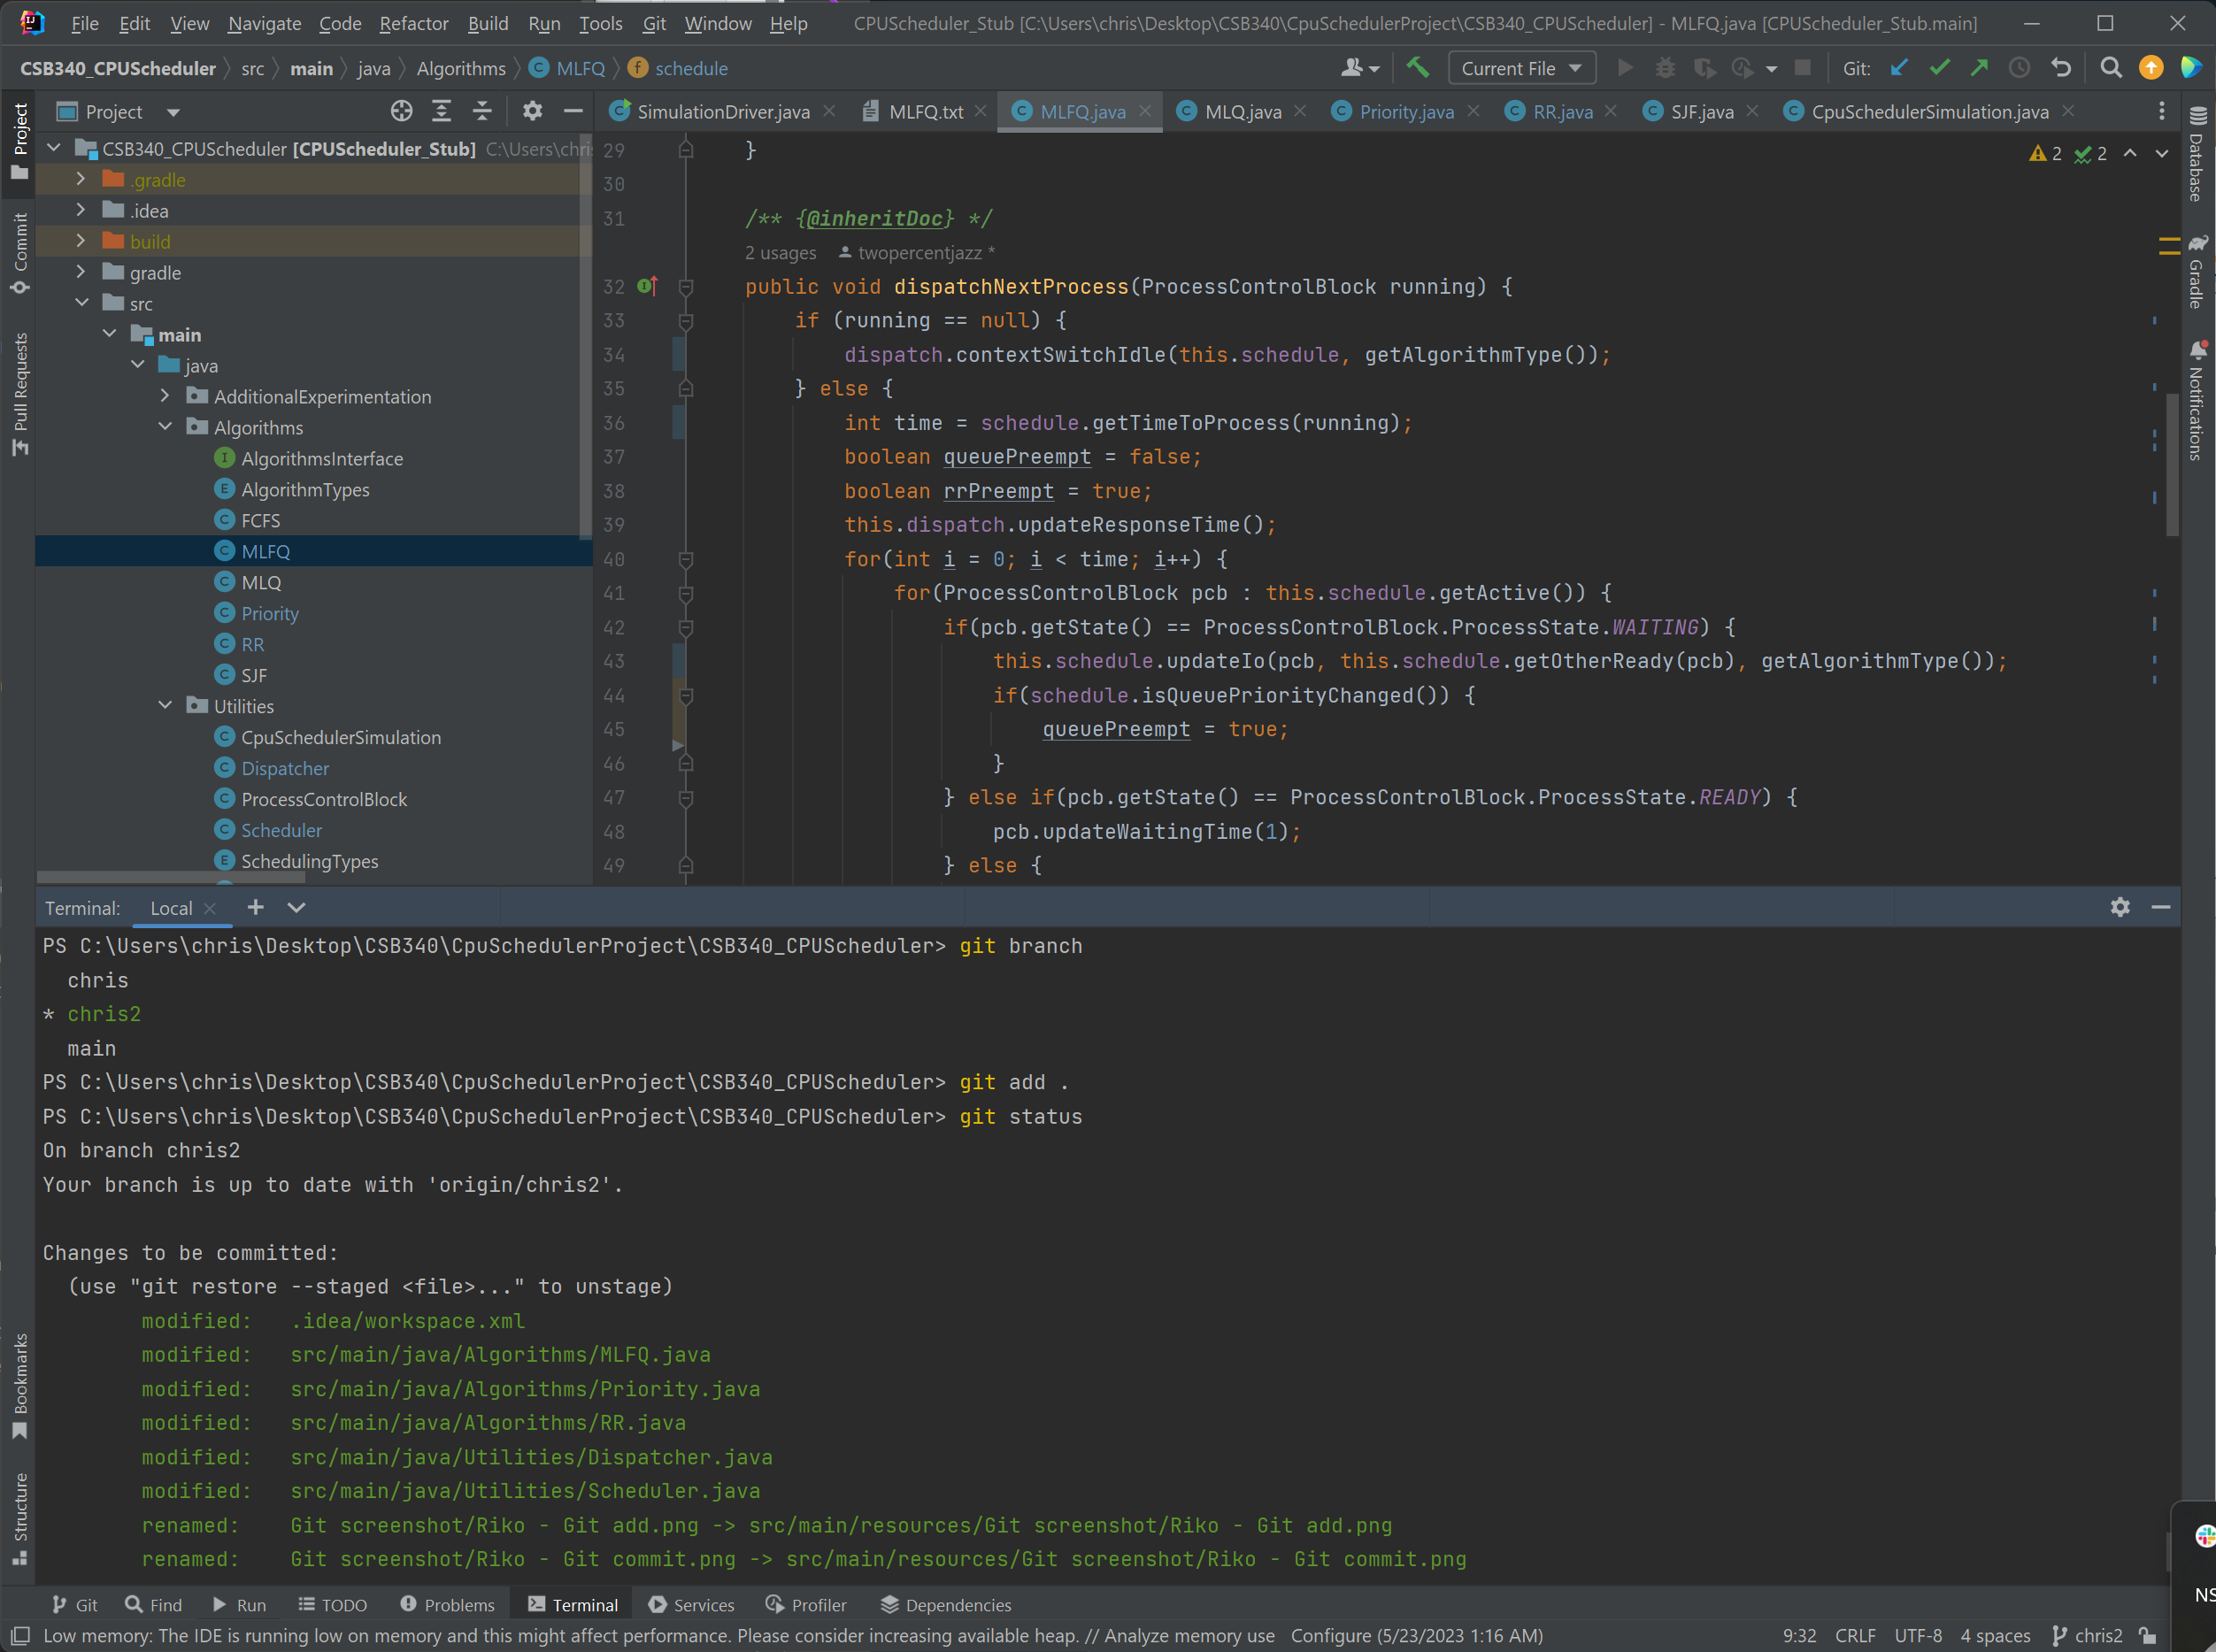 File Edit View Navigate Code Refactor Build Run Tools Git Window Help CPUScheduler_Stub [C:\Users\chris\Desktop\CSB340\CpuSchedulerProject\CSB340_CPUScheduler] - MLFQ.java [CPUScheduler_Stub.main]
CSB340_CPUScheduler src main java Algorithms MLFQ schedule Current File Git:
Project SimulationDriver.java MLFQ.txt MLFQ.java MLQ.java Priority.java RR.java SJF.java CpuSchedulerSimulation.java
Project
Commit
Pull Requests
Bookmarks
Structure
CSB340_CPUScheduler [CPUScheduler_Stub] C:\Users\chris
.gradle
.idea
build
gradle
src
main
java
AdditionalExperimentation
Algorithms
AlgorithmsInterface
AlgorithmTypes
FCFS
MLFQ
MLQ
Priority
RR
SJF
Utilities
CpuSchedulerSimulation
Dispatcher
ProcessControlBlock
Scheduler
SchedulingTypes
2 2
29 }
30
31 /** {@inheritDoc} */
2 usages twopercentjazz *
32 public void dispatchNextProcess(ProcessControlBlock running) {
33 if (running == null) {
34 dispatch.contextSwitchIdle(this.schedule, getAlgorithmType());
35 } else {
36 int time = schedule.getTimeToProcess(running);
37 boolean queuePreempt = false;
38 boolean rrPreempt = true;
39 this.dispatch.updateResponseTime();
40 for(int i = 0; i < time; i++) {
41 for(ProcessControlBlock pcb : this.schedule.getActive()) {
42 if(pcb.getState() == ProcessControlBlock.ProcessState.WAITING) {
43 this.schedule.updateIo(pcb, this.schedule.getOtherReady(pcb), getAlgorithmType());
44 if(schedule.isQueuePriorityChanged()) {
45 queuePreempt = true;
46 }
47 } else if(pcb.getState() == ProcessControlBlock.ProcessState.READY) {
48 pcb.updateWaitingTime(1);
49 } else {
Database
Gradle
Notifications
Terminal: Local
PS C:\Users\chris\Desktop\CSB340\CpuSchedulerProject\CSB340_CPUScheduler> git branch
chris
* chris2
main
PS C:\Users\chris\Desktop\CSB340\CpuSchedulerProject\CSB340_CPUScheduler> git add .
PS C:\Users\chris\Desktop\CSB340\CpuSchedulerProject\CSB340_CPUScheduler> git status
On branch chris2
Your branch is up to date with 'origin/chris2'.
Changes to be committed:
(use "git restore --staged <file>..." to unstage)
modified: .idea/workspace.xml
modified: src/main/java/Algorithms/MLFQ.java
modified: src/main/java/Algorithms/Priority.java
modified: src/main/java/Algorithms/RR.java
modified: src/main/java/Utilities/Dispatcher.java
modified: src/main/java/Utilities/Scheduler.java
renamed: Git screenshot/Riko - Git add.png -> src/main/resources/Git screenshot/Riko - Git add.png
renamed: Git screenshot/Riko - Git commit.png -> src/main/resources/Git screenshot/Riko - Git commit.png
NS
Git Find Run TODO Problems Terminal Services Profiler Dependencies
Low memory: The IDE is running low on memory and this might affect performance. Please consider increasing available heap. // Analyze memory use Configure (5/23/2023 1:16 AM) 9:32 CRLF UTF-8 4 spaces chris2